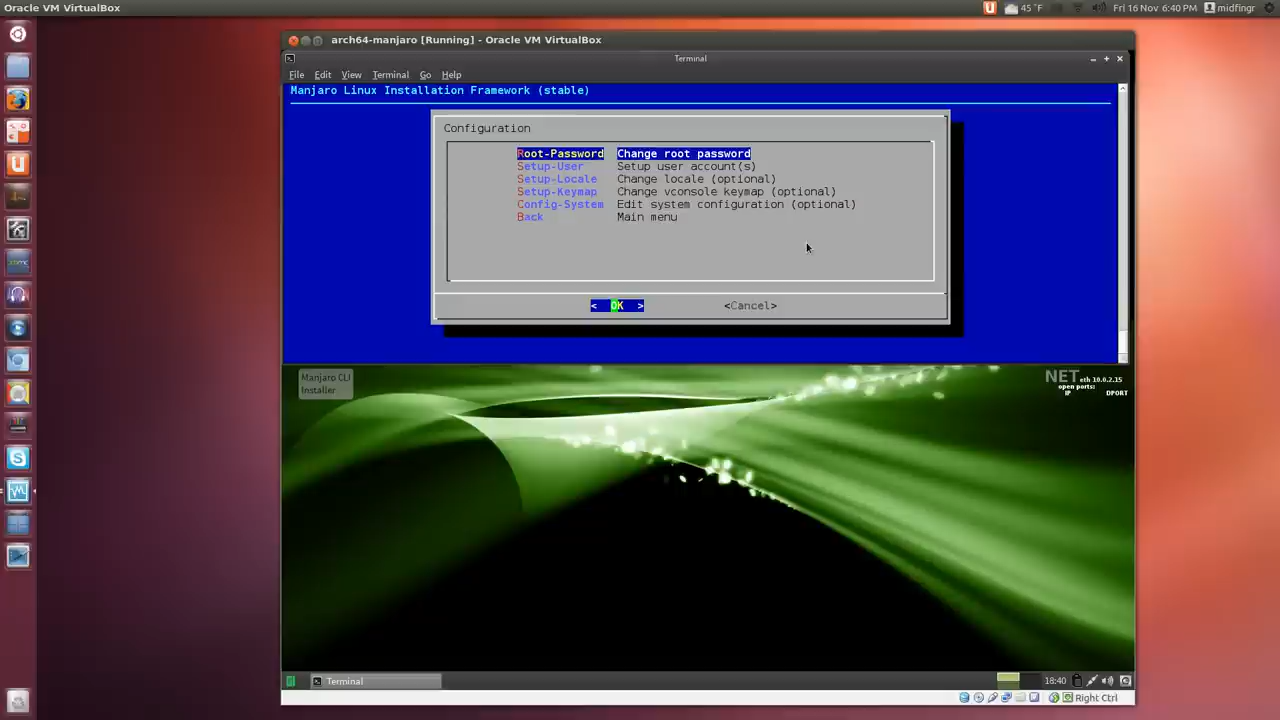 Oracle VM VirtualBox
45 °F
Fri 16 Nov 6:40 PM
midfingr
arch64-manjaro [Running] - Oracle VM VirtualBox
Terminal
File Edit View Terminal Go Help
Manjaro Linux Installation Framework (stable)
Configuration
Root-Password Change root password
Setup-User Setup user account(s)
Setup-Locale Change locale (optional)
Setup-Keymap Change vconsole keymap (optional)
Config-System Edit system configuration (optional)
Back Main menu
< OK > <Cancel>
Manjaro CLI
Installer
NET eth 10.0.2.15
open ports:
IP DPORT
Terminal
18:40
Right Ctrl